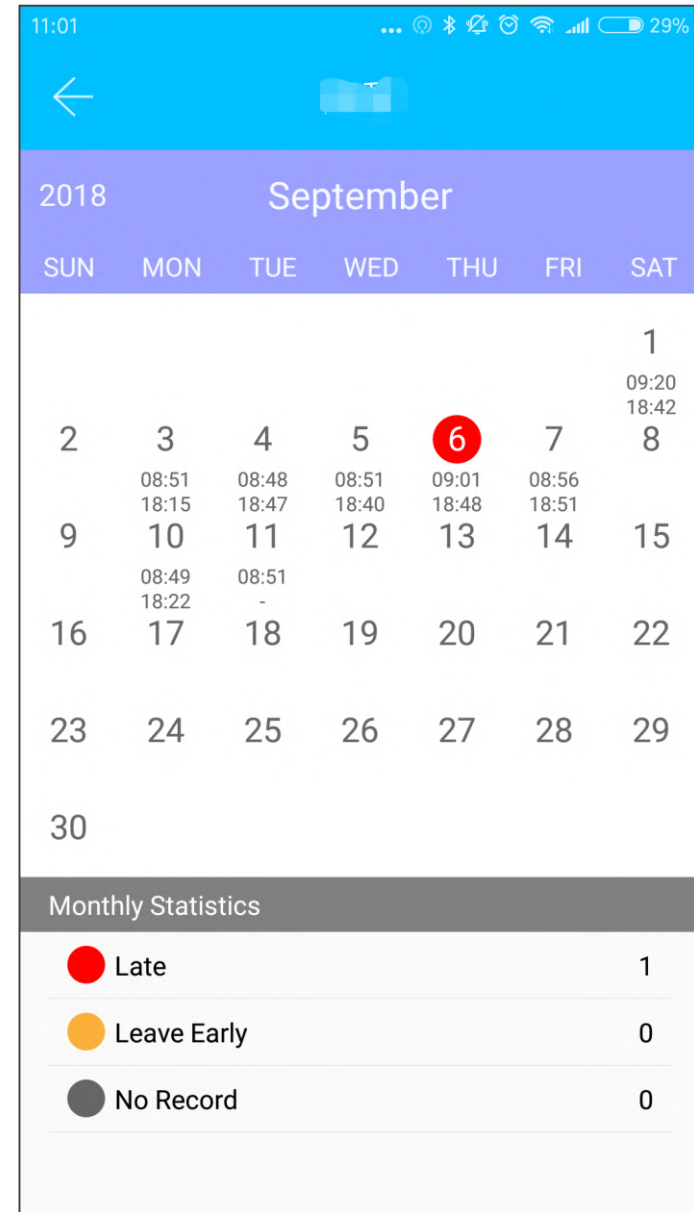 11:01 ... 29%
2018 September
SUN MON TUE WED THU FRI SAT
1
09:20
18:42
2 3 4 5 6 7 8
08:51 08:48 08:51 09:01 08:56
18:15 18:47 18:40 18:48 18:51
9 10 11 12 13 14 15
08:49 08:51
18:22 -
16 17 18 19 20 21 22
23 24 25 26 27 28 29
30
Monthly Statistics
Late 1
Leave Early 0
No Record 0